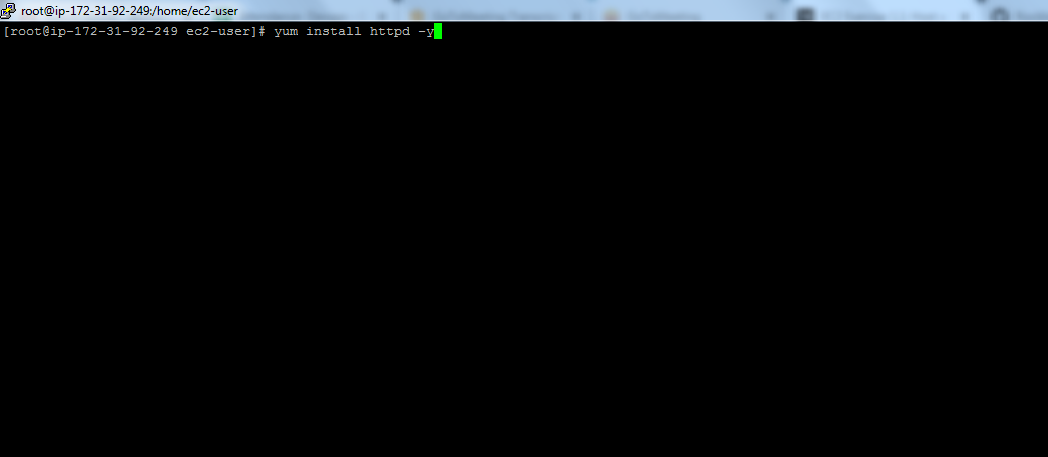 root@ip-172-31-92-249:/home/ec2-user
[root@ip-172-31-92-249 ec2-user]# yum install httpd -y